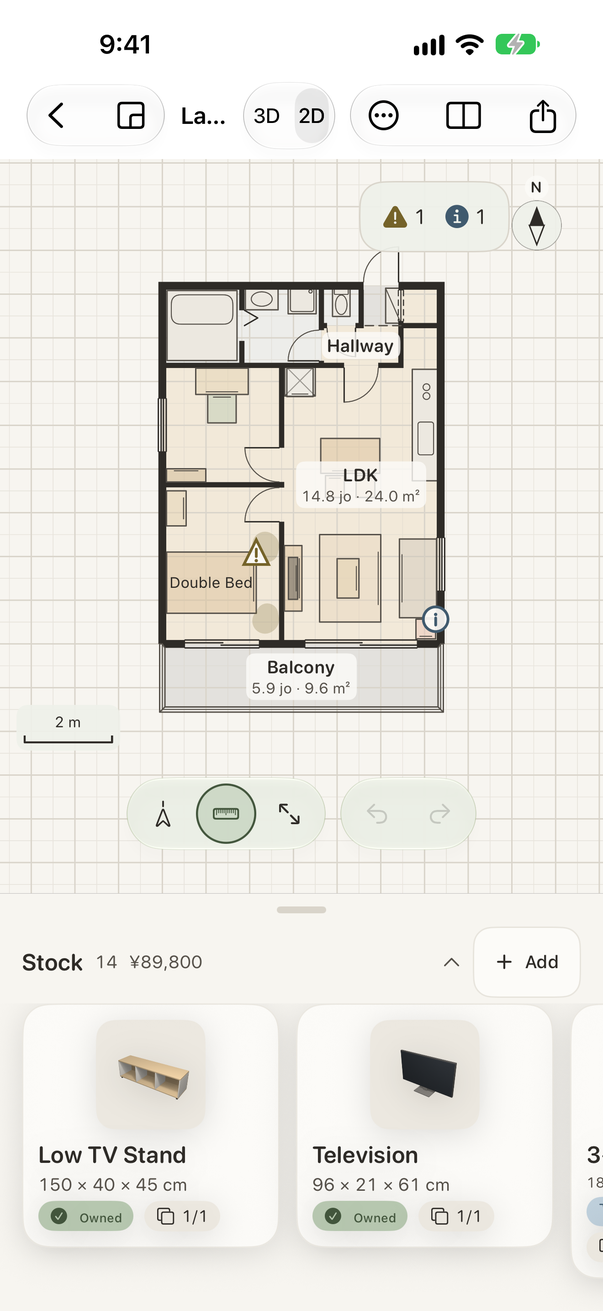 9:41
La...
3D
2D
1
1
N
Hallway
LDK
14.8 jo · 24.0 m²
Double Bed
Balcony
5.9 jo · 9.6 m²
2 m
Stock 14 ¥89,800
Add
Low TV Stand
150 × 40 × 45 cm
Owned
1/1
Television
96 × 21 × 61 cm
Owned
1/1
3-
18